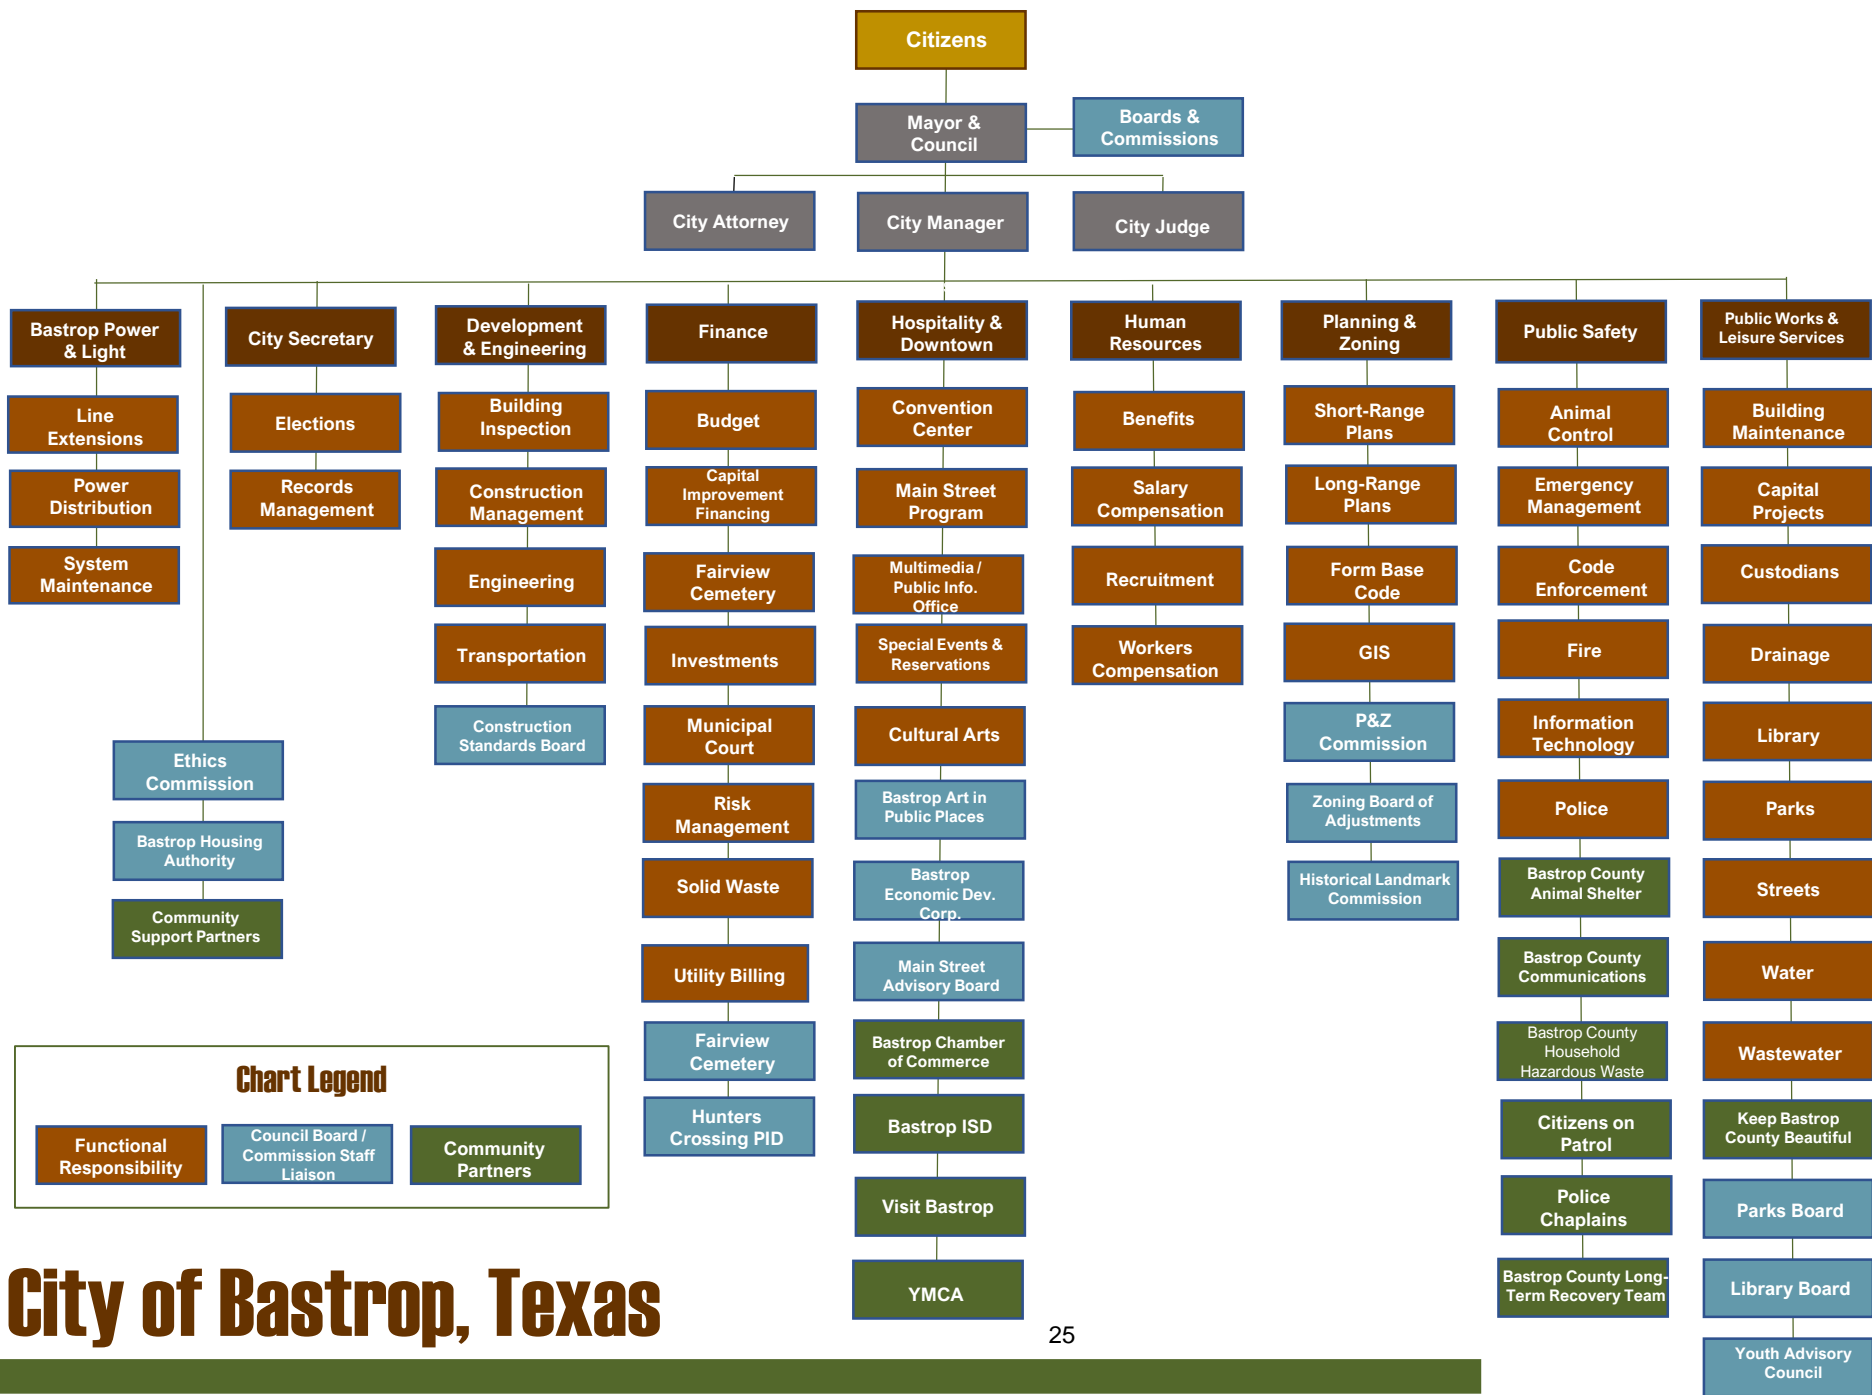 Citizens
Mayor &
Council
Boards &
Commissions
City Attorney
City Manager
City Judge
Bastrop Power
& Light
Line
Extensions
Power
Distribution
System
Maintenance
Ethics
Commission
Bastrop Housing
Authority
Community
Support Partners
City Secretary
Elections
Records
Management
Development
& Engineering
Building
Inspection
Construction
Management
Engineering
Transportation
Construction
Standards Board
Finance
Budget
Capital
Improvement
Financing
Fairview
Cemetery
Investments
Municipal
Court
Risk
Management
Solid Waste
Utility Billing
Fairview
Cemetery
Hunters
Crossing PID
Hospitality &
Downtown
Convention
Center
Main Street
Program
Multimedia /
Public Info.
Office
Special Events &
Reservations
Cultural Arts
Bastrop Art in
Public Places
Bastrop
Economic Dev.
Corp.
Main Street
Advisory Board
Bastrop Chamber
of Commerce
Bastrop ISD
Visit Bastrop
YMCA
Human
Resources
Benefits
Salary
Compensation
Recruitment
Workers
Compensation
Planning &
Zoning
Short-Range
Plans
Long-Range
Plans
Form Base
Code
GIS
P&Z
Commission
Zoning Board of
Adjustments
Historical Landmark
Commission
Public Safety
Animal
Control
Emergency
Management
Code
Enforcement
Fire
Information
Technology
Police
Bastrop County
Animal Shelter
Bastrop County
Communications
Bastrop County
Household
Hazardous Waste
Citizens on
Patrol
Police
Chaplains
Bastrop County Long-
Term Recovery Team
Public Works &
Leisure Services
Building
Maintenance
Capital
Projects
Custodians
Drainage
Library
Parks
Streets
Water
Wastewater
Keep Bastrop
County Beautiful
Parks Board
Library Board
Youth Advisory
Council
Chart Legend
Functional
Responsibility
Council Board /
Commission Staff
Liaison
Community
Partners
City of Bastrop, Texas
25